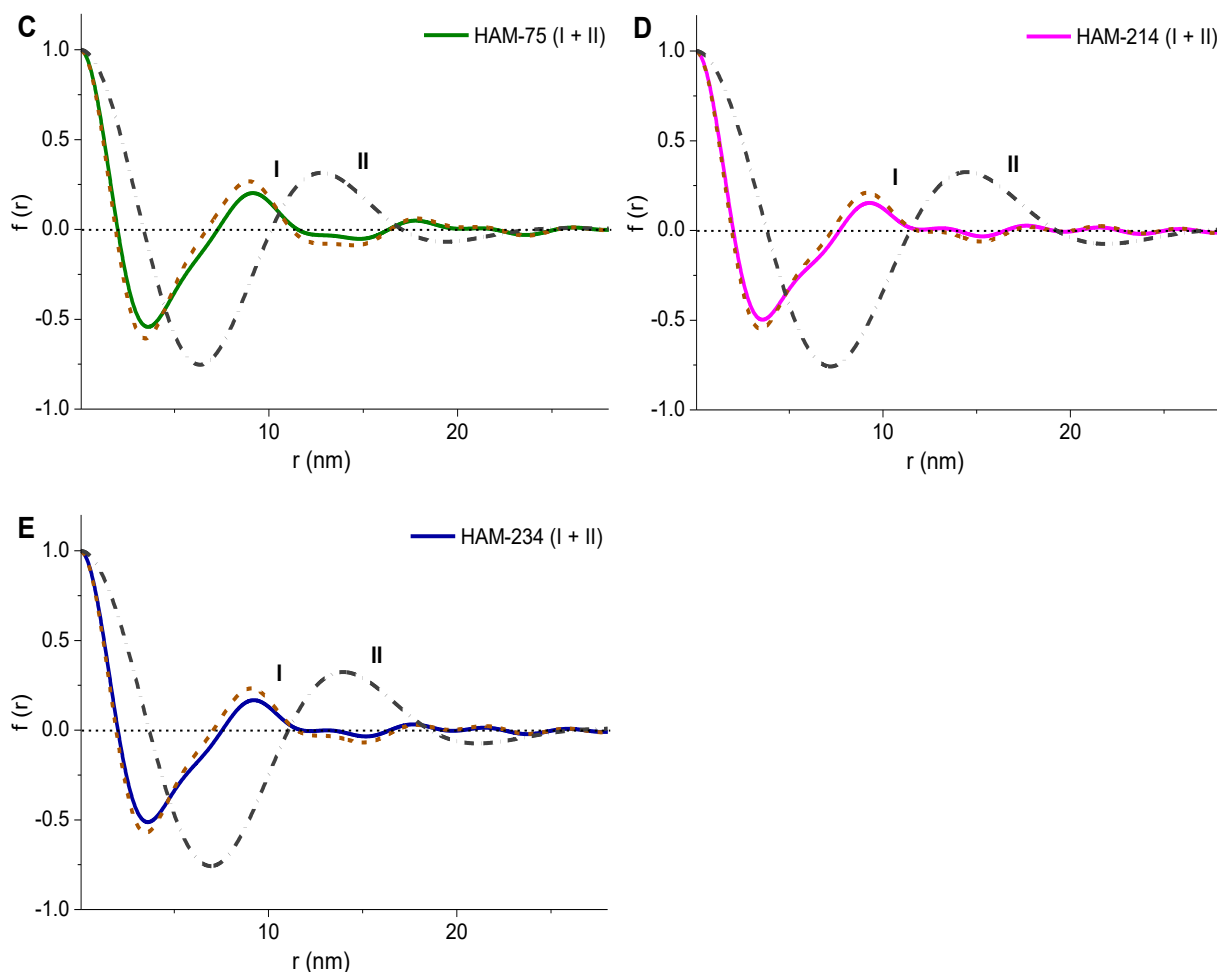 C
HAM-75 (I + II)
1.0
0.5
0.0
-0.5
-1.0
f (r)
I
II
10
20
r (nm)
D
HAM-214 (I + II)
1.0
0.5
0.0
-0.5
-1.0
f (r)
I
II
10
20
r (nm)
E
HAM-234 (I + II)
1.0
0.5
0.0
-0.5
-1.0
f (r)
I
II
10
20
r (nm)